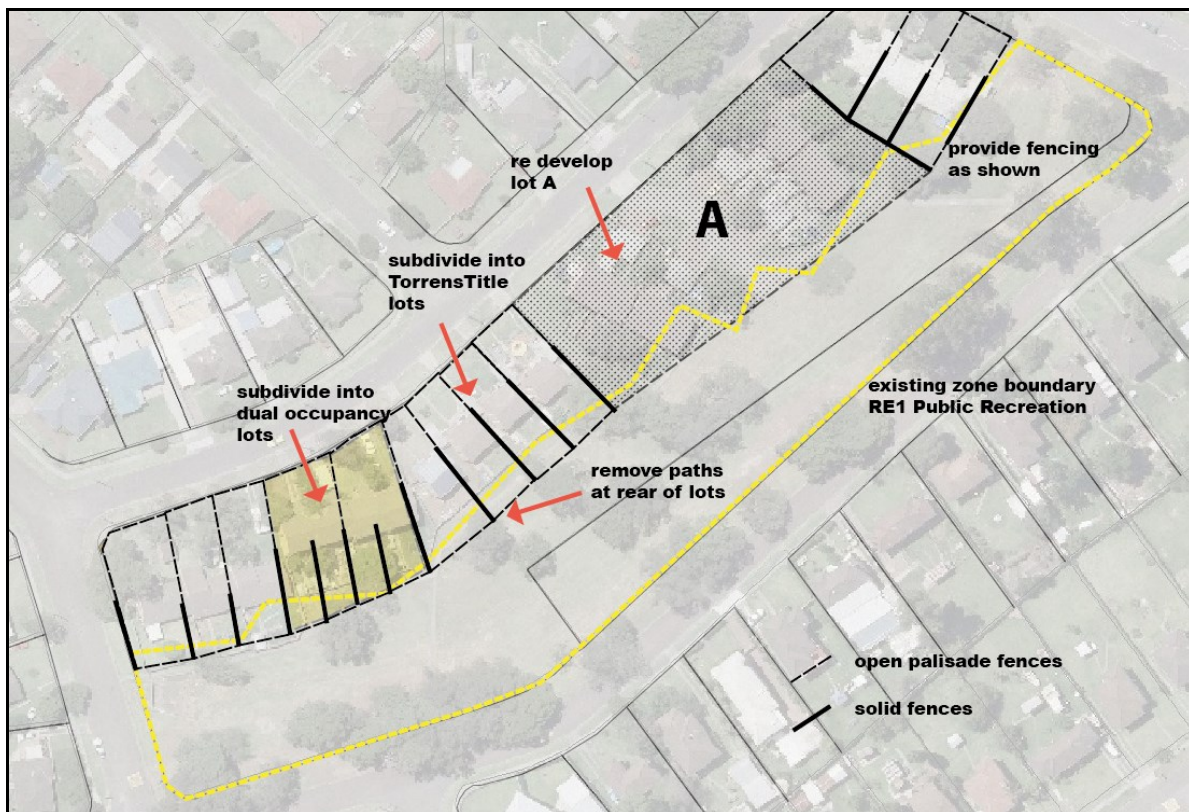 re develop
lot A
A
provide fencing
as shown
subdivide into
TorrensTitle
lots
subdivide into
dual occupancy
lots
existing zone boundary
RE1 Public Recreation
remove paths
at rear of lots
open palisade fences
solid fences